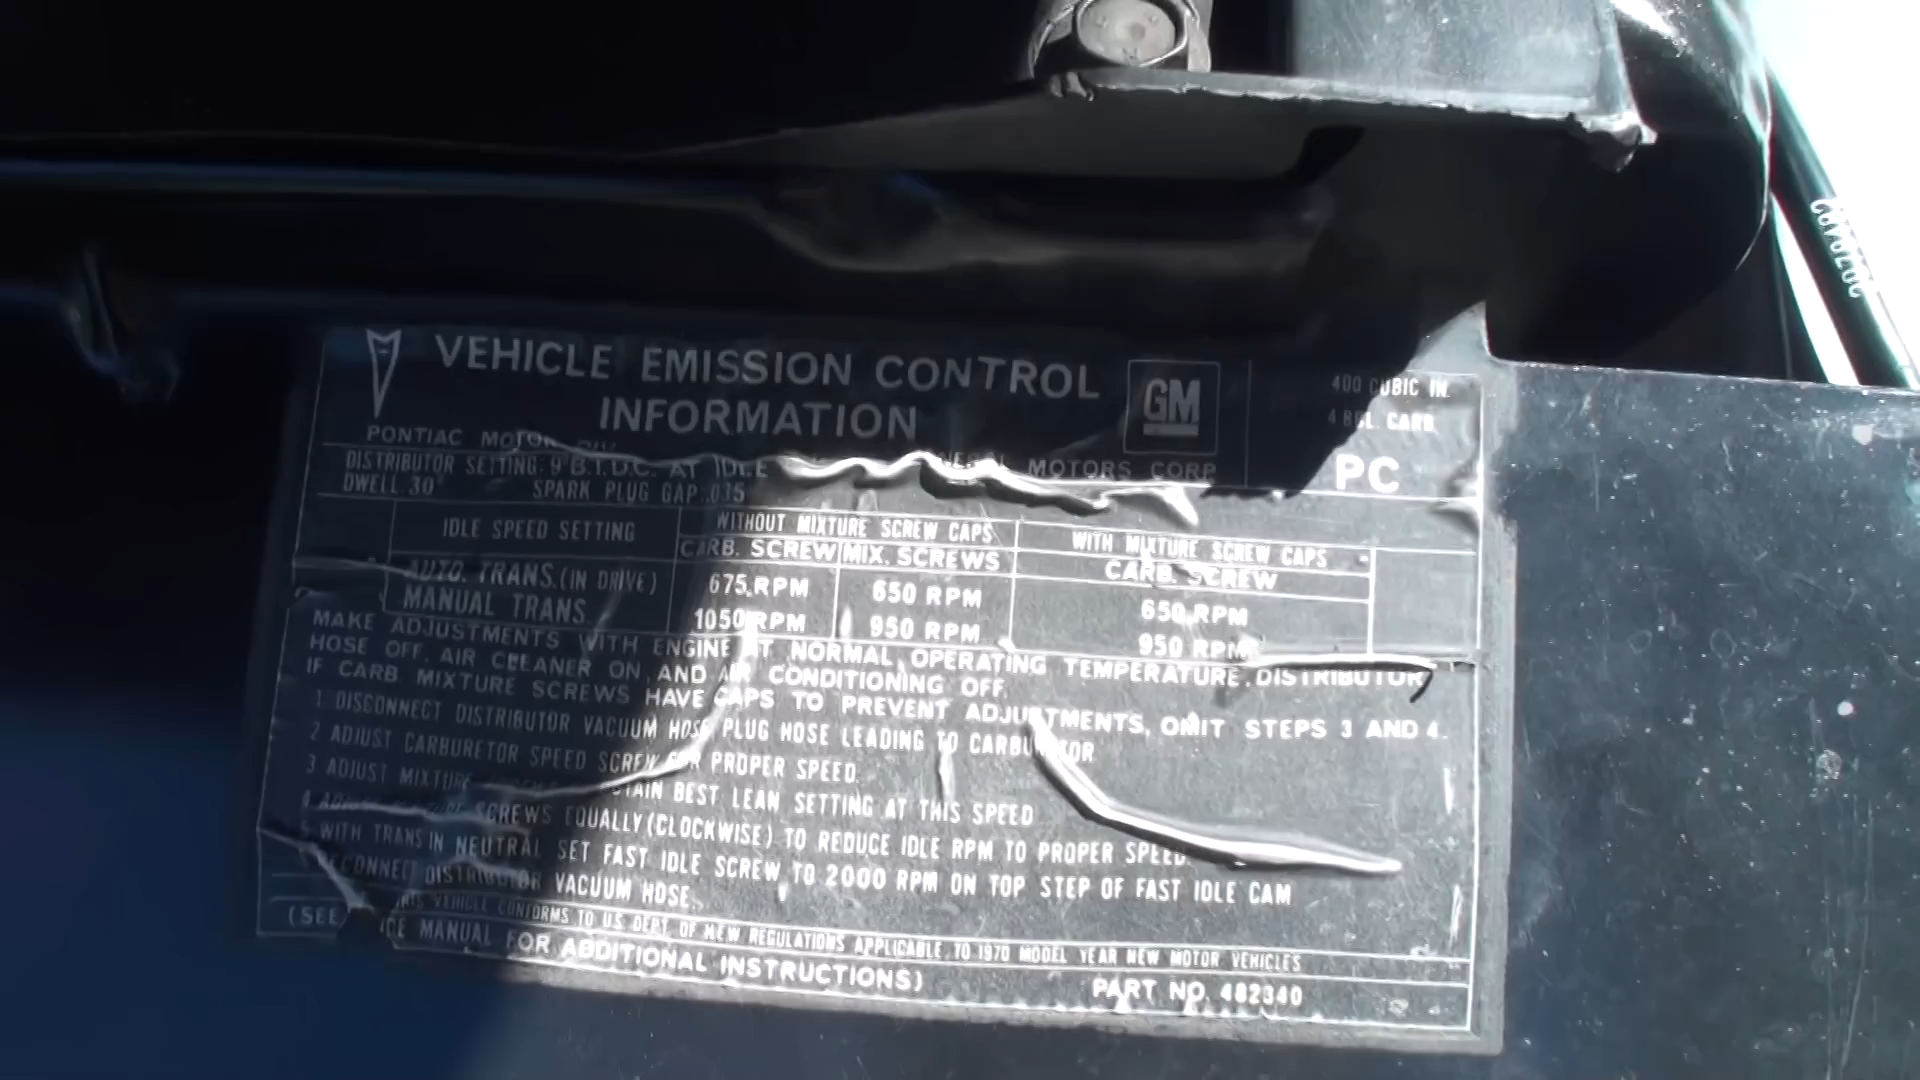 VEHICLE EMISSION CONTROL
INFORMATION
GM
400 CUBIC IN.
4 BBL. CARB.
PC
PONTIAC MOTOR DIV. GENERAL MOTORS CORP
DISTRIBUTOR SETTING: 9° B.T.D.C. AT IDLE
DWELL 30° SPARK PLUG GAP .035
IDLE SPEED SETTING
WITHOUT MIXTURE SCREW CAPS
WITH MIXTURE SCREW CAPS
CARB. SCREW MIX. SCREWS
CARB. SCREW
AUTO. TRANS. (IN DRIVE) 675 RPM 650 RPM 650 RPM
MANUAL TRANS 1050 RPM 950 RPM 950 RPM
MAKE ADJUSTMENTS WITH ENGINE AT NORMAL OPERATING TEMPERATURE, DISTRIBUTOR
HOSE OFF, AIR CLEANER ON, AND AIR CONDITIONING OFF.
IF CARB MIXTURE SCREWS HAVE CAPS TO PREVENT ADJUSTMENTS, OMIT STEPS 3 AND 4.
1 DISCONNECT DISTRIBUTOR VACUUM HOSE, PLUG HOSE LEADING TO CARBURETOR
2 ADJUST CARBURETOR SPEED SCREW FOR PROPER SPEED.
3 ADJUST MIXTURE BEST LEAN SETTING AT THIS SPEED
4 ADJUST MIXTURE SCREWS EQUALLY (CLOCKWISE) TO REDUCE IDLE RPM TO PROPER SPEED.
5 WITH TRANS IN NEUTRAL SET FAST IDLE SCREW TO 2000 RPM ON TOP STEP OF FAST IDLE CAM
RECONNECT DISTRIBUTOR VACUUM HOSE.
THIS VEHICLE CONFORMS TO U.S. DEPT. OF HEW REGULATIONS APPLICABLE TO 1970 MODEL YEAR NEW MOTOR VEHICLES
(SEE MANUAL FOR ADDITIONAL INSTRUCTIONS) PART NO. 482340